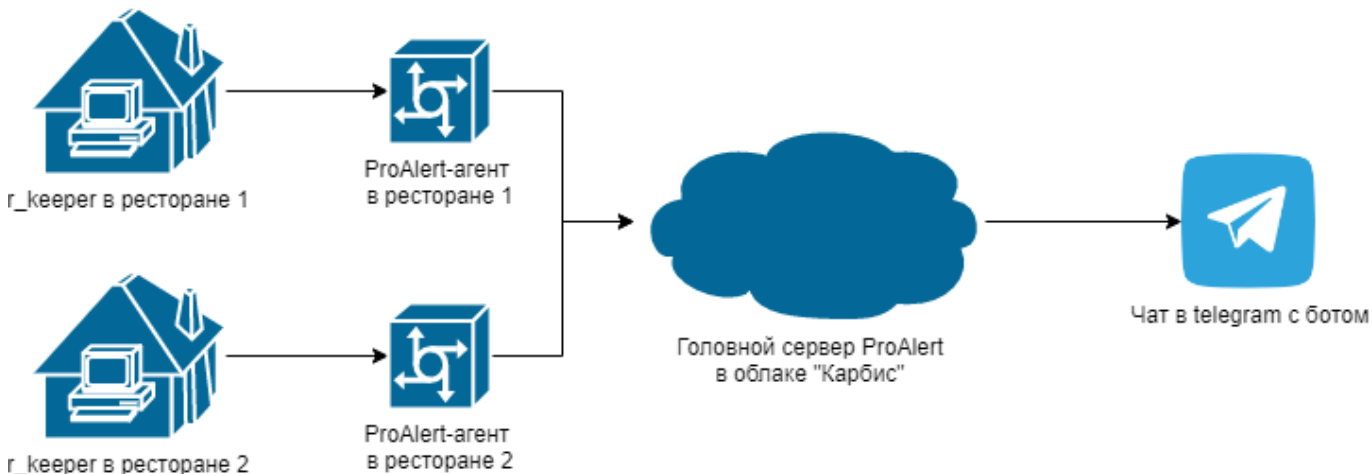 r_keeper в ресторане 1
ProAlert-агент
в ресторане 1
Головной сервер ProAlert
в облаке "Карбис"
Чат в telegram с ботом
r_keeper в ресторане 2
ProAlert-агент
в ресторане 2